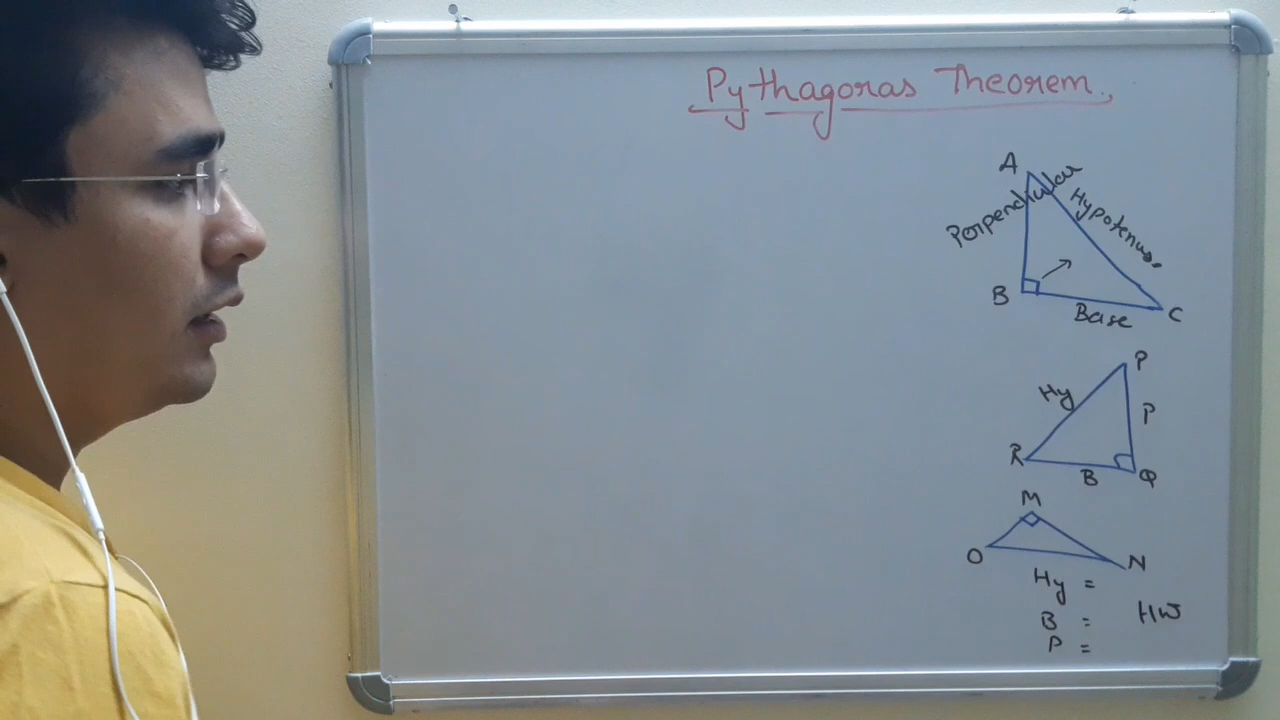 Pythagoras Theorem.
A
Perpendicular
Hypotenuse
B
Base
C
P
Hy
P
R
B
Q
M
O
N
Hy =
B =
HW
P =